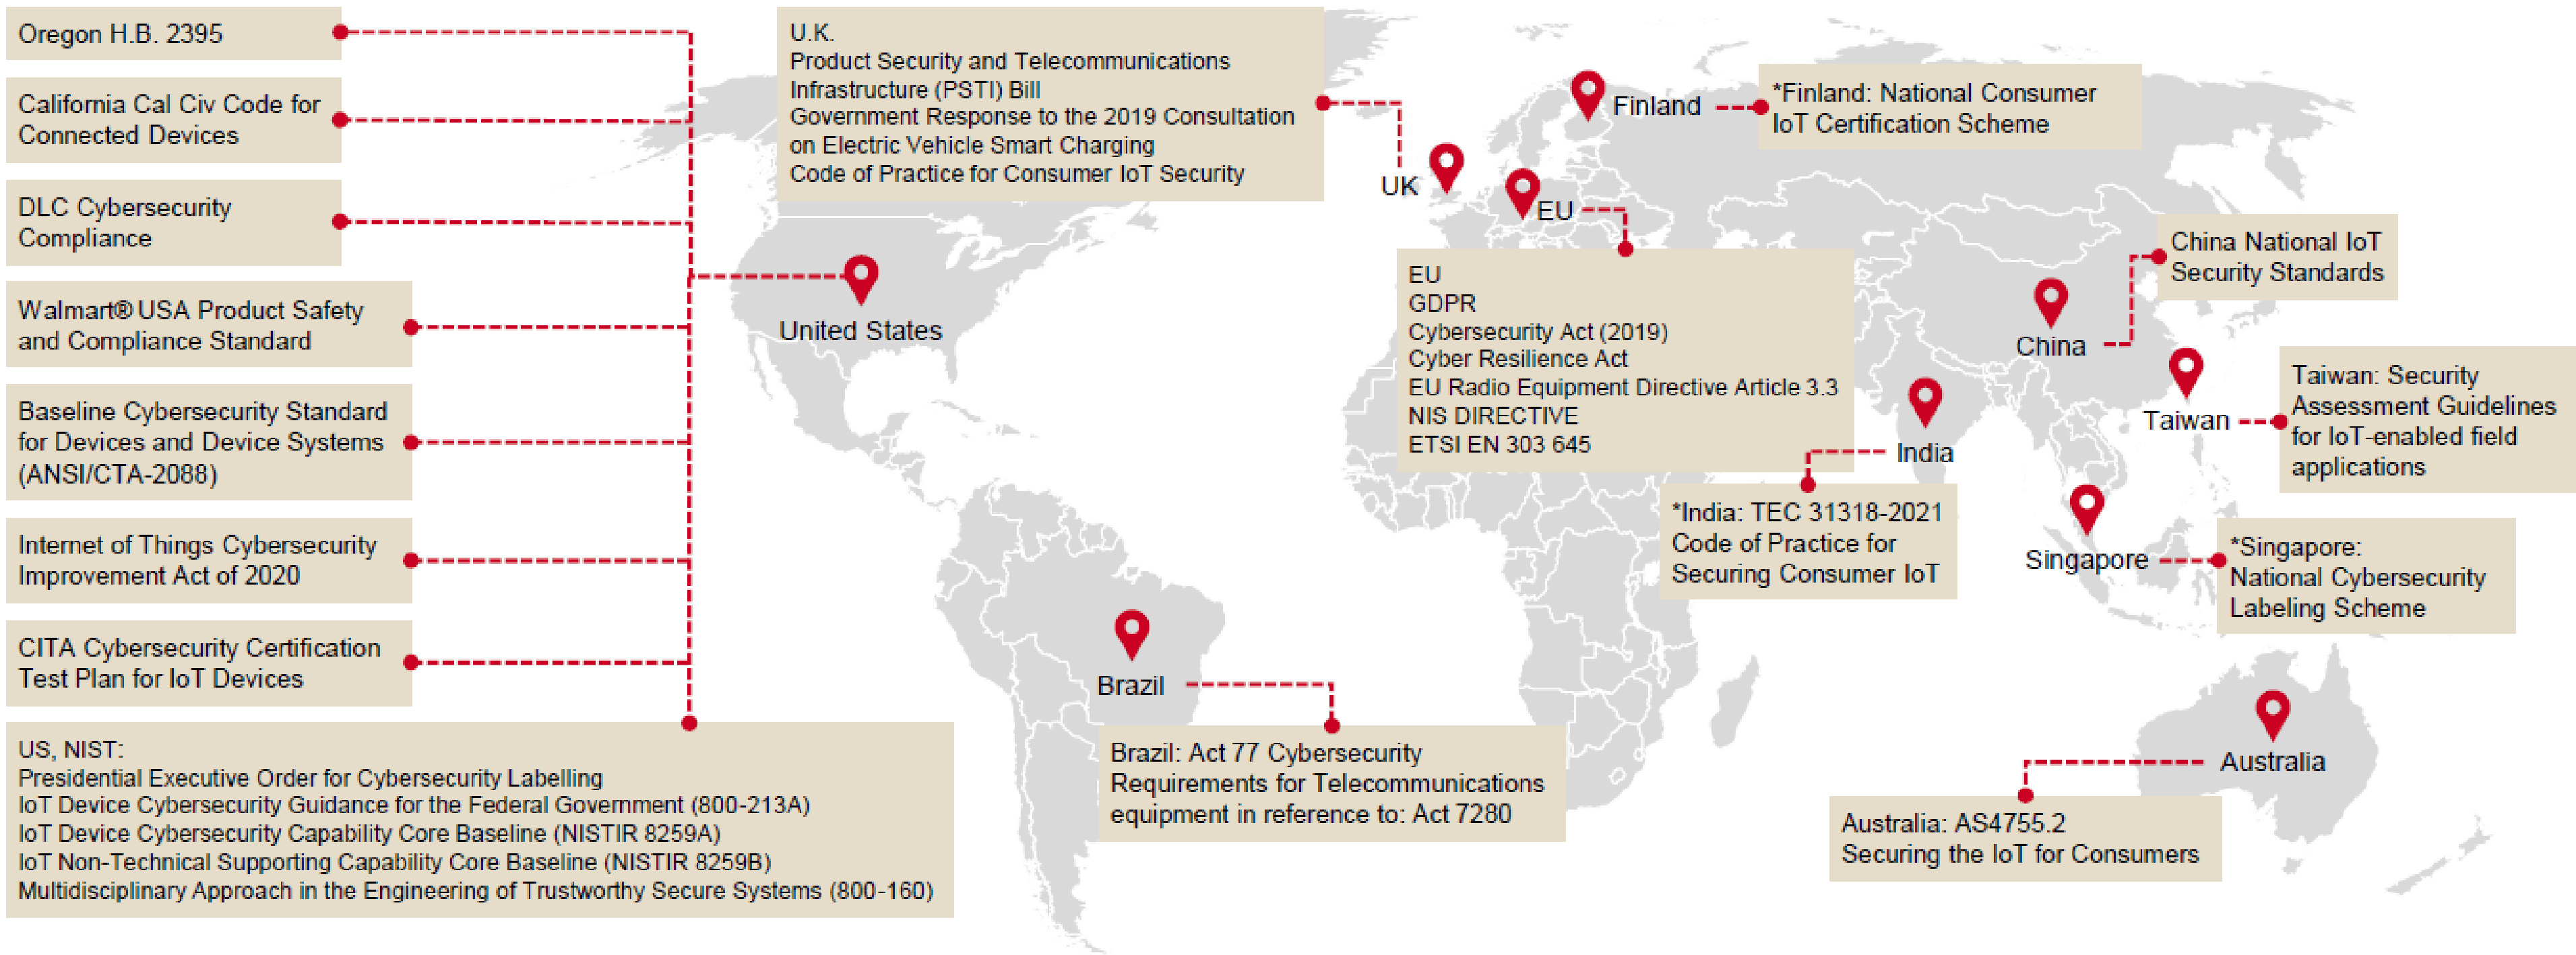 Oregon H.B. 2395
California Cal Civ Code for
Connected Devices
DLC Cybersecurity
Compliance
Walmart® USA Product Safety
and Compliance Standard
Baseline Cybersecurity Standard
for Devices and Device Systems
(ANSI/CTA-2088)
Internet of Things Cybersecurity
Improvement Act of 2020
CITA Cybersecurity Certification
Test Plan for IoT Devices
US, NIST:
Presidential Executive Order for Cybersecurity Labelling
IoT Device Cybersecurity Guidance for the Federal Government (800-213A)
IoT Device Cybersecurity Capability Core Baseline (NISTIR 8259A)
IoT Non-Technical Supporting Capability Core Baseline (NISTIR 8259B)
Multidisciplinary Approach in the Engineering of Trustworthy Secure Systems (800-160)
United States
U.K.
Product Security and Telecommunications
Infrastructure (PSTI) Bill
Government Response to the 2019 Consultation
on Electric Vehicle Smart Charging
Code of Practice for Consumer IoT Security
UK
Finland
*Finland: National Consumer
IoT Certification Scheme
EU
EU
GDPR
Cybersecurity Act (2019)
Cyber Resilience Act
EU Radio Equipment Directive Article 3.3
NIS DIRECTIVE
ETSI EN 303 645
China National IoT
Security Standards
China
Taiwan
Taiwan: Security
Assessment Guidelines
for IoT-enabled field
applications
India
*India: TEC 31318-2021
Code of Practice for
Securing Consumer IoT
Singapore
*Singapore:
National Cybersecurity
Labeling Scheme
Brazil
Brazil: Act 77 Cybersecurity
Requirements for Telecommunications
equipment in reference to: Act 7280
Australia
Australia: AS4755.2
Securing the IoT for Consumers